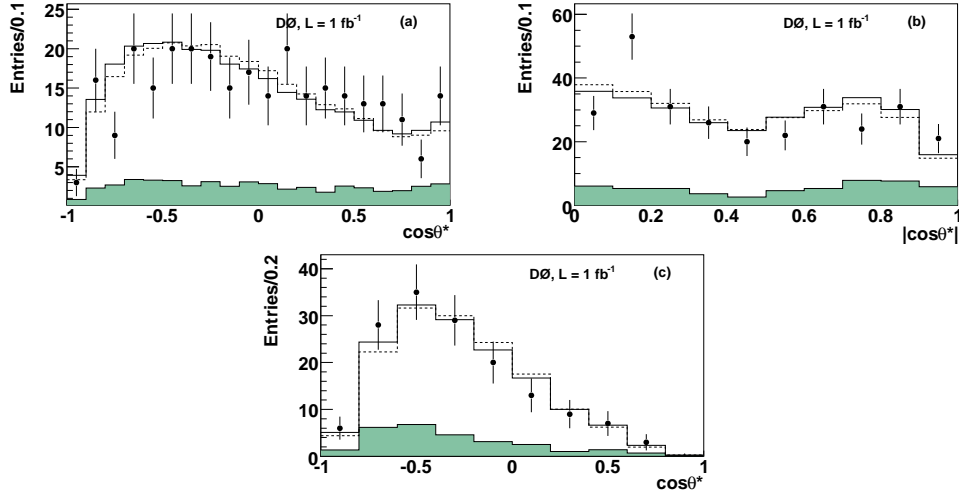 Entries/0.1
25
20
15
10
5
DØ, L = 1 fb-1
(a)
-1
-0.5
0
0.5
1
cosθ*
Entries/0.1
60
40
20
0
DØ, L = 1 fb-1
(b)
0
0.2
0.4
0.6
0.8
1
|cosθ*|
Entries/0.2
40
30
20
10
0
DØ, L = 1 fb-1
(c)
-1
-0.5
0
0.5
1
cosθ*